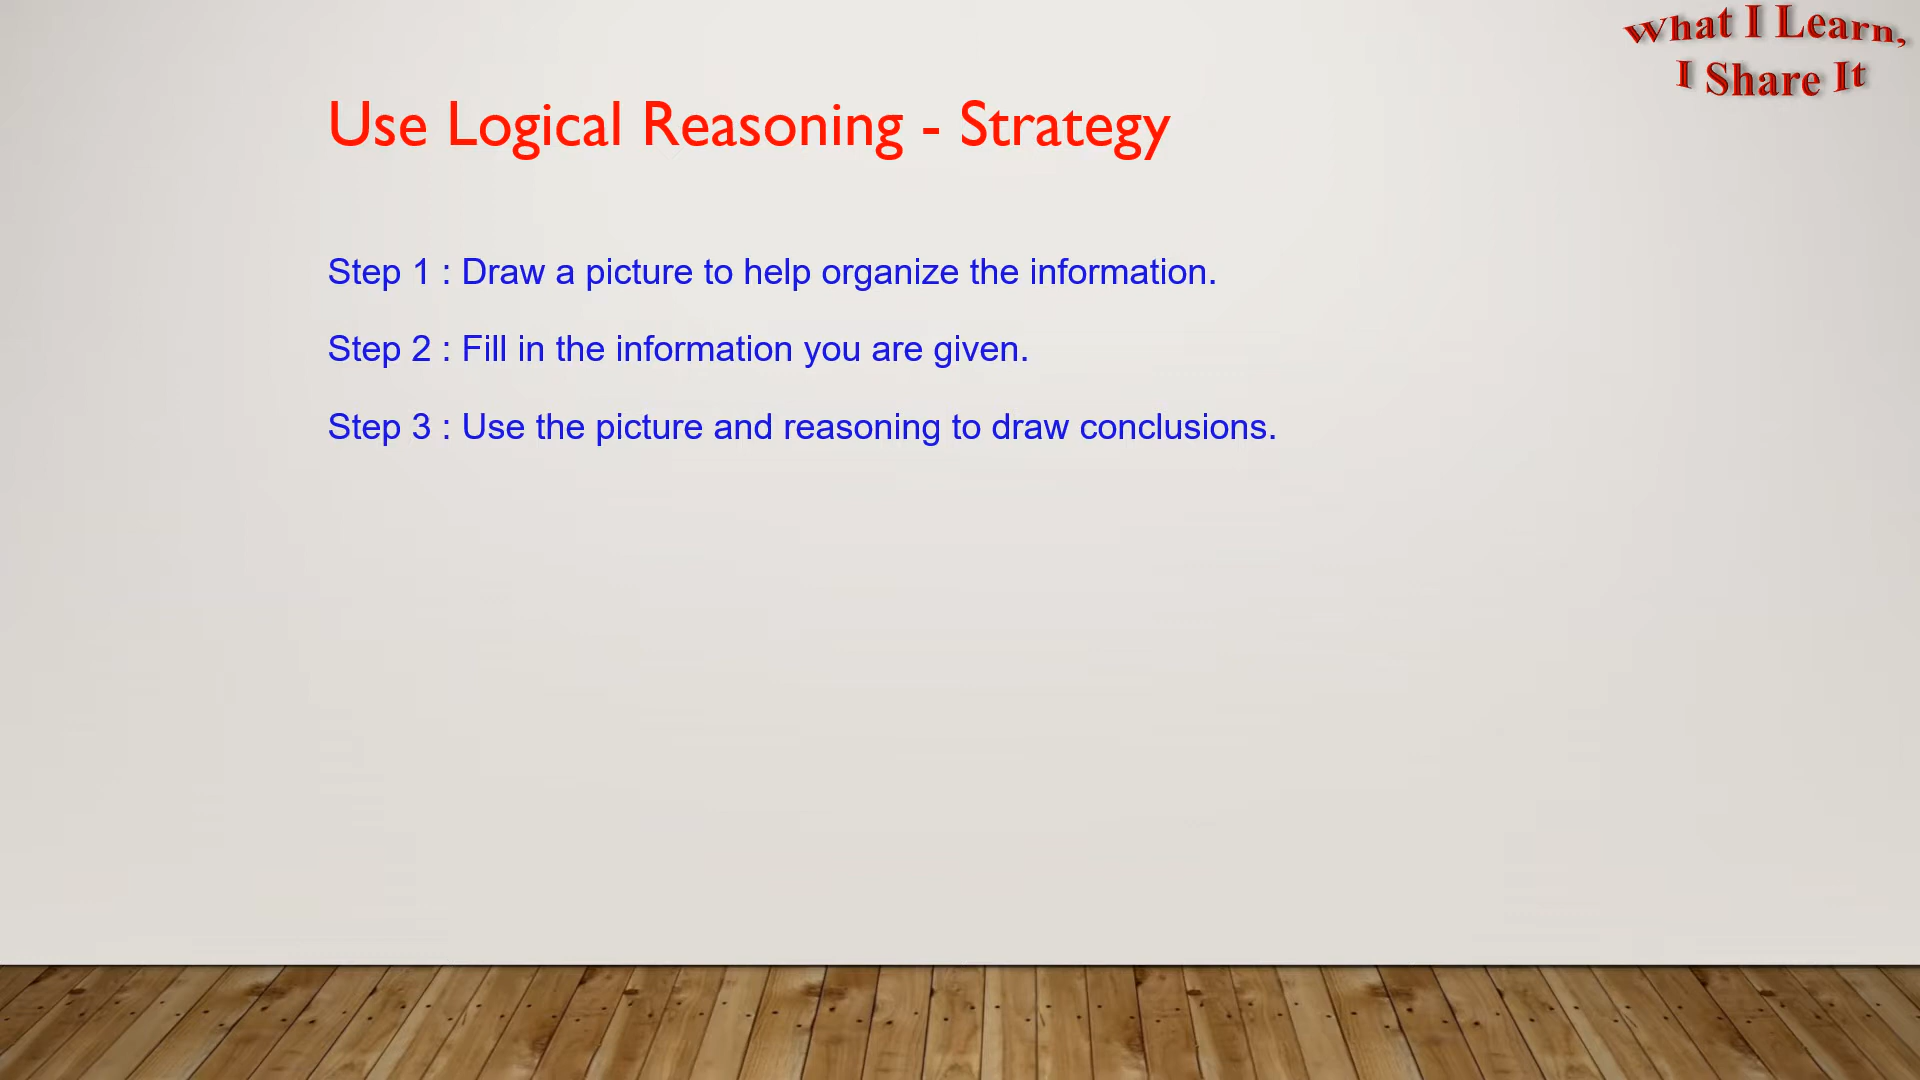 What I Learn,
I Share It
Use Logical Reasoning - Strategy
Step 1 : Draw a picture to help organize the information.
Step 2 : Fill in the information you are given.
Step 3 : Use the picture and reasoning to draw conclusions.